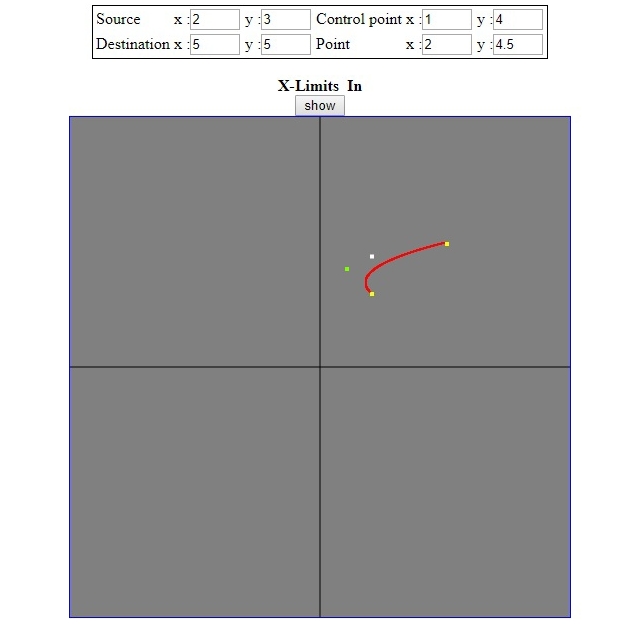 Source x : 2 y : 3 Control point x : 1 y : 4
Destination x : 5 y : 5 Point x : 2 y : 4.5
X-Limits In
show